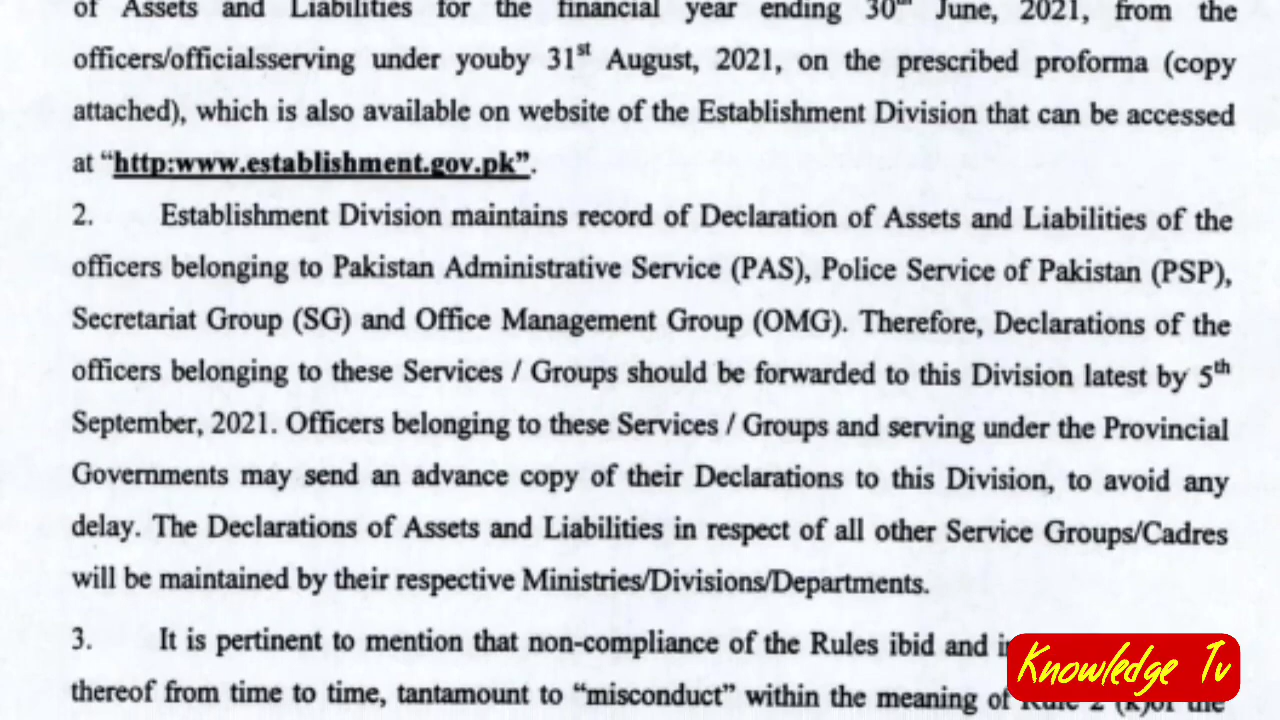 of Assets and Liabilities for the financial year ending 30th June, 2021, from the
officers/officialsserving under youby 31st August, 2021, on the prescribed proforma (copy
attached), which is also available on website of the Establishment Division that can be accessed
at “http:www.establishment.gov.pk”.
2. Establishment Division maintains record of Declaration of Assets and Liabilities of the
officers belonging to Pakistan Administrative Service (PAS), Police Service of Pakistan (PSP),
Secretariat Group (SG) and Office Management Group (OMG). Therefore, Declarations of the
officers belonging to these Services / Groups should be forwarded to this Division latest by 5th
September, 2021. Officers belonging to these Services / Groups and serving under the Provincial
Governments may send an advance copy of their Declarations to this Division, to avoid any
delay. The Declarations of Assets and Liabilities in respect of all other Service Groups/Cadres
will be maintained by their respective Ministries/Divisions/Departments.
3. It is pertinent to mention that non-compliance of the Rules ibid and
thereof from time to time, tantamount to “misconduct” within the meaning of Rule 2 (k)of the
Knowledge Tv